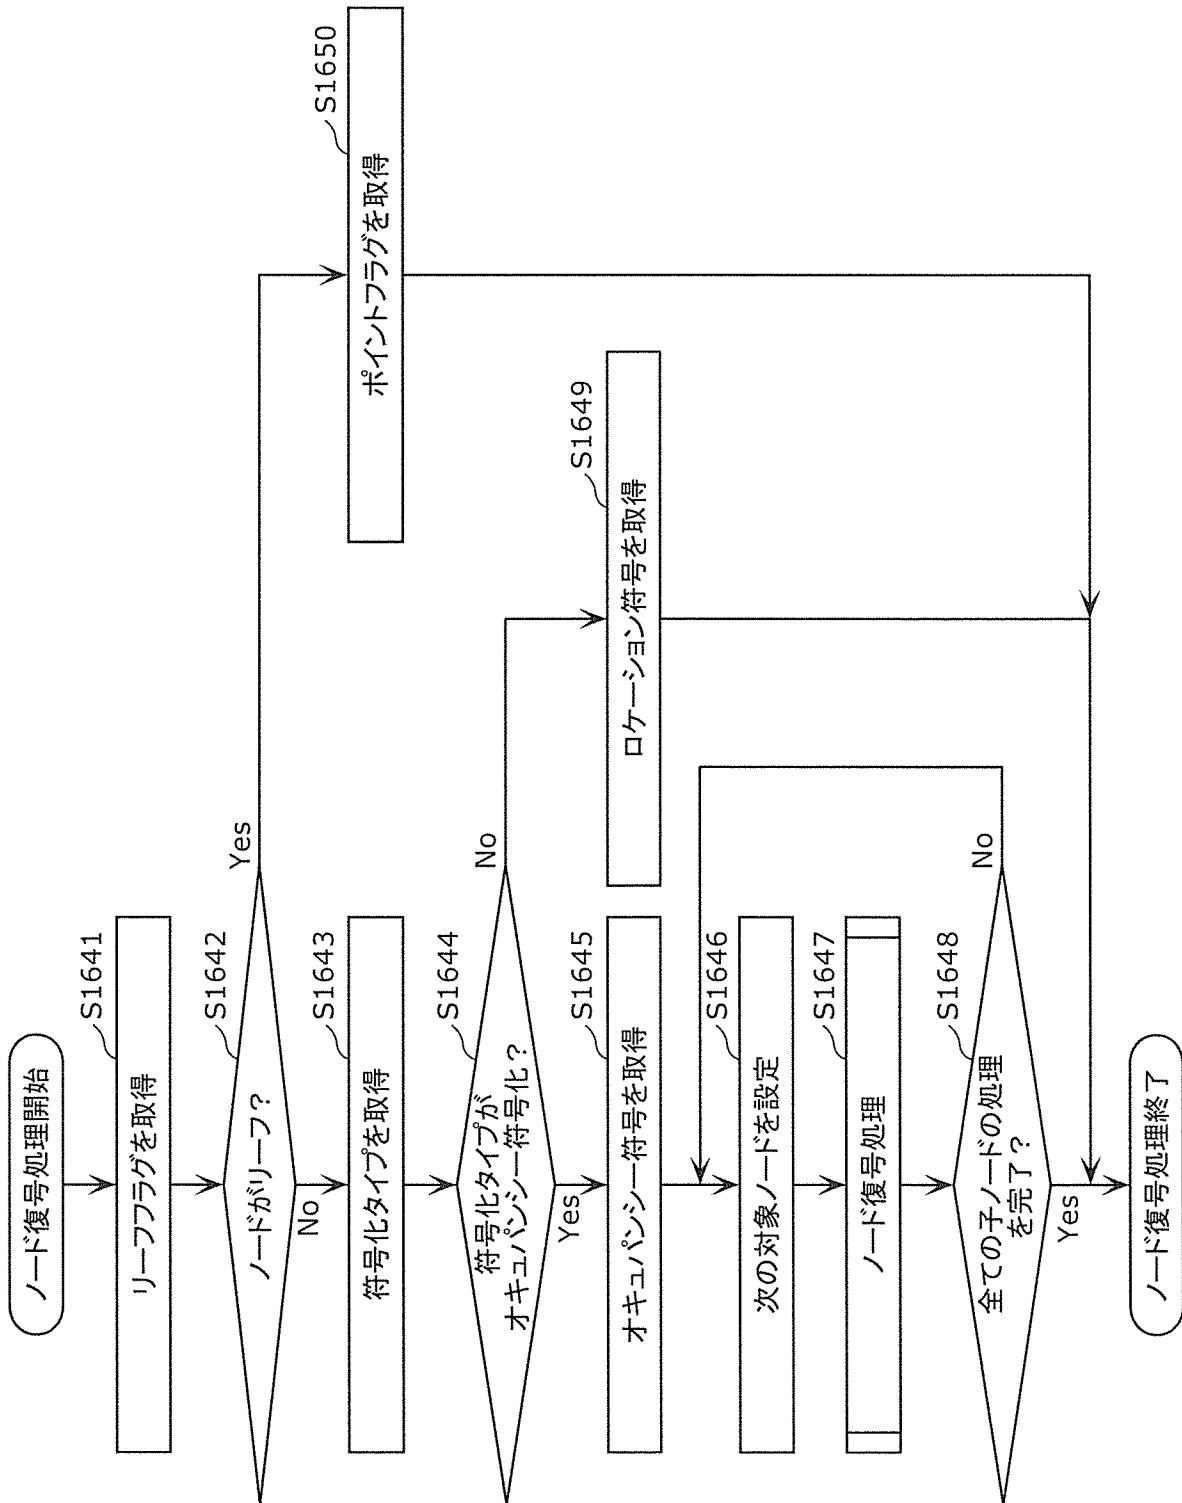 ノード復号処理開始
S1641
リーフフラグを取得
S1642
ノードがリーフ？
Yes
No
S1650
ポイントフラグを取得
S1643
符号化タイプを取得
S1644
符号化タイプが
オキュパンシー符号化？
No
Yes
S1649
ロケーション符号を取得
S1645
オキュパンシー符号を取得
S1646
次の対象ノードを設定
S1647
ノード復号処理
S1648
全ての子ノードの処理
を完了？
No
Yes
ノード復号処理終了